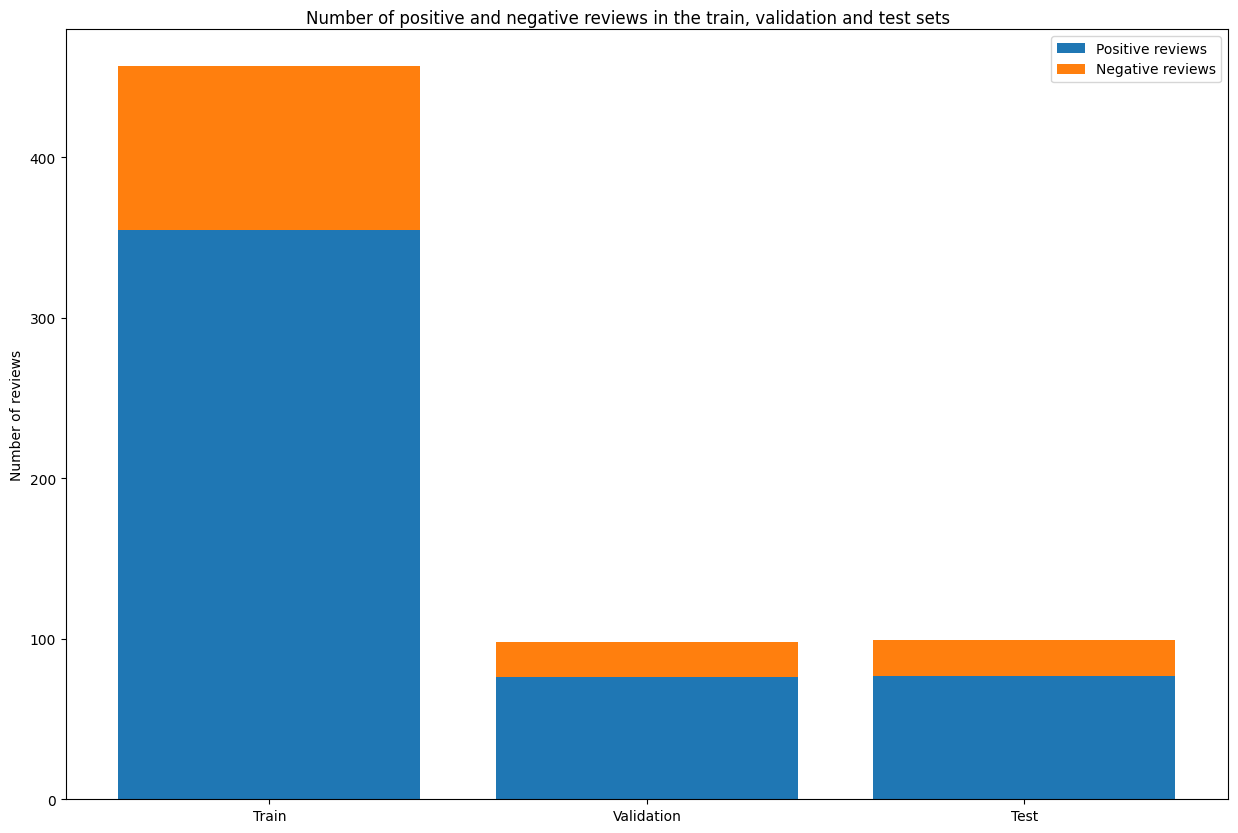 Number of positive and negative reviews in the train, validation and test sets
Positive reviews
Negative reviews
Number of reviews
400
300
200
100
0
Train
Validation
Test